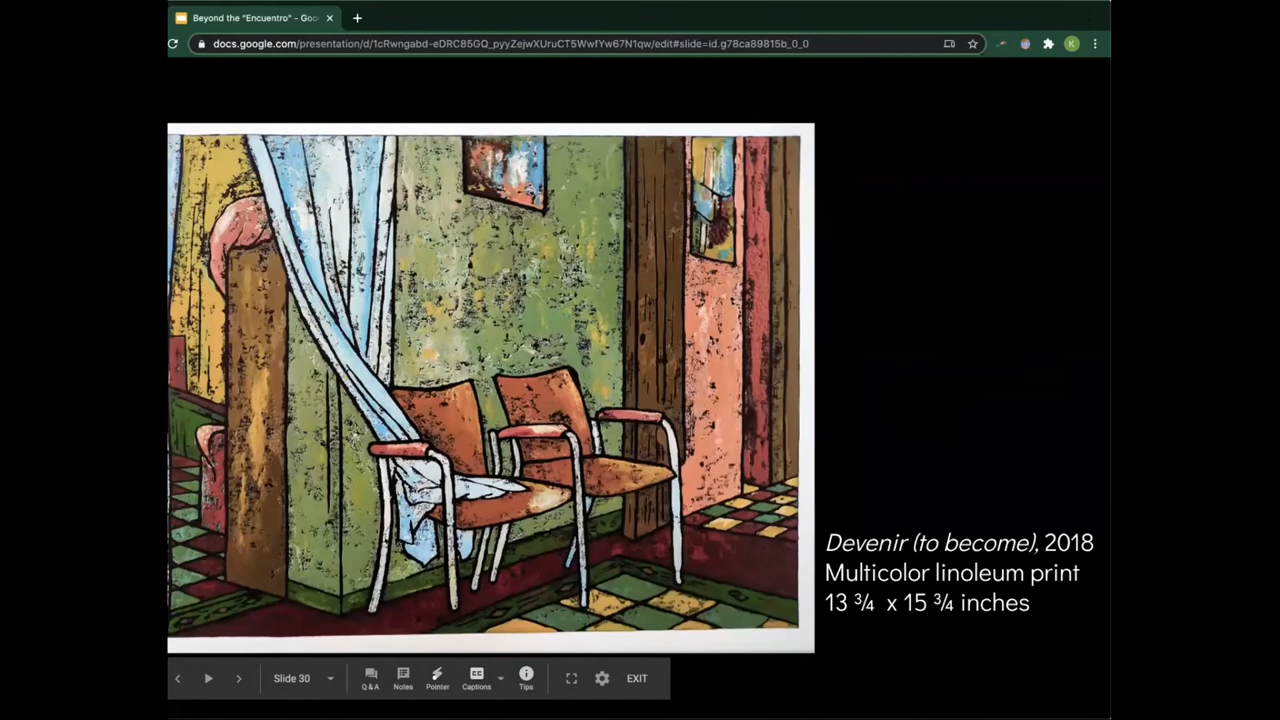 Beyond the "Encuentro" - Goo
docs.google.com/presentation/d/1cRwngabd-eDRC85GQ_pyyZejwXUruCT5WwfYw67N1qw/edit#slide=id.g78ca89815b_0_0
K
Devenir (to become), 2018
Multicolor linoleum print
13 ¾ x 15 ¾ inches
Slide 30
Q & A
Notes
Pointer
CC
Captions
Tips
EXIT